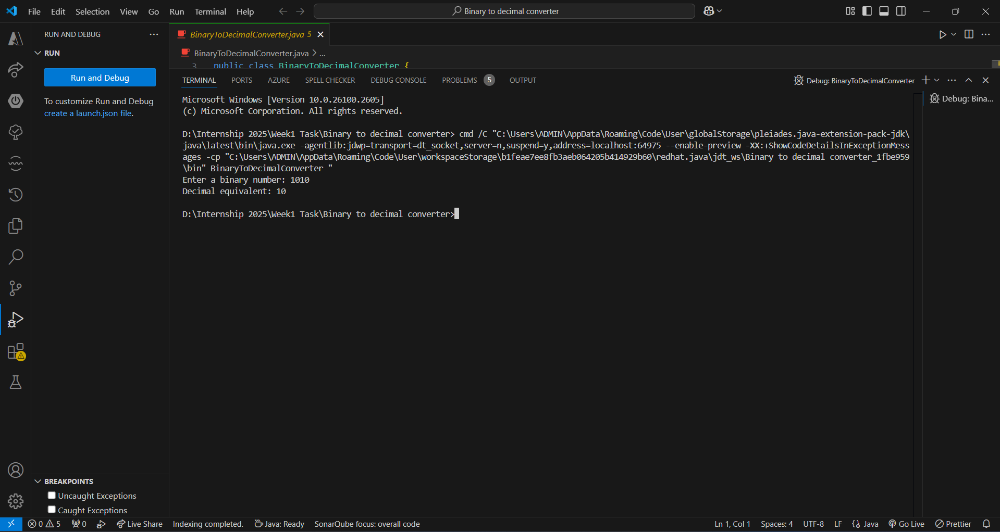 File Edit Selection View Go Run Terminal Help
Binary to decimal converter
RUN AND DEBUG
RUN
Run and Debug
To customize Run and Debug
create a launch.json file.
BinaryToDecimalConverter.java 5
BinaryToDecimalConverter.java > ...
3 public class BinaryToDecimalConverter {
TERMINAL PORTS AZURE SPELL CHECKER DEBUG CONSOLE PROBLEMS 5 OUTPUT
Debug: BinaryToDecimalConverter
Debug: Bina...
Microsoft Windows [Version 10.0.26100.2605]
(c) Microsoft Corporation. All rights reserved.
D:\Internship 2025\Week1 Task\Binary to decimal converter> cmd /C "C:\Users\ADMIN\AppData\Roaming\Code\User\globalStorage\pleiades.java-extension-pack-jdk\
java\latest\bin\java.exe -agentlib:jdwp=transport=dt_socket,server=n,suspend=y,address=localhost:64975 --enable-preview -XX:+ShowCodeDetailsInExceptionMess
ages -cp "C:\Users\ADMIN\AppData\Roaming\Code\User\workspaceStorage\b1feae7ee8fb3aeb064205b414929b60\redhat.java\jdt_ws\Binary to decimal converter_1fbe959
\bin" BinaryToDecimalConverter "
Enter a binary number: 1010
Decimal equivalent: 10
D:\Internship 2025\Week1 Task\Binary to decimal converter>
BREAKPOINTS
Uncaught Exceptions
Caught Exceptions
0 5 0 Live Share Indexing completed. Java: Ready SonarQube focus: overall code
Ln 1, Col 1 Spaces: 4 UTF-8 LF Java Go Live Prettier